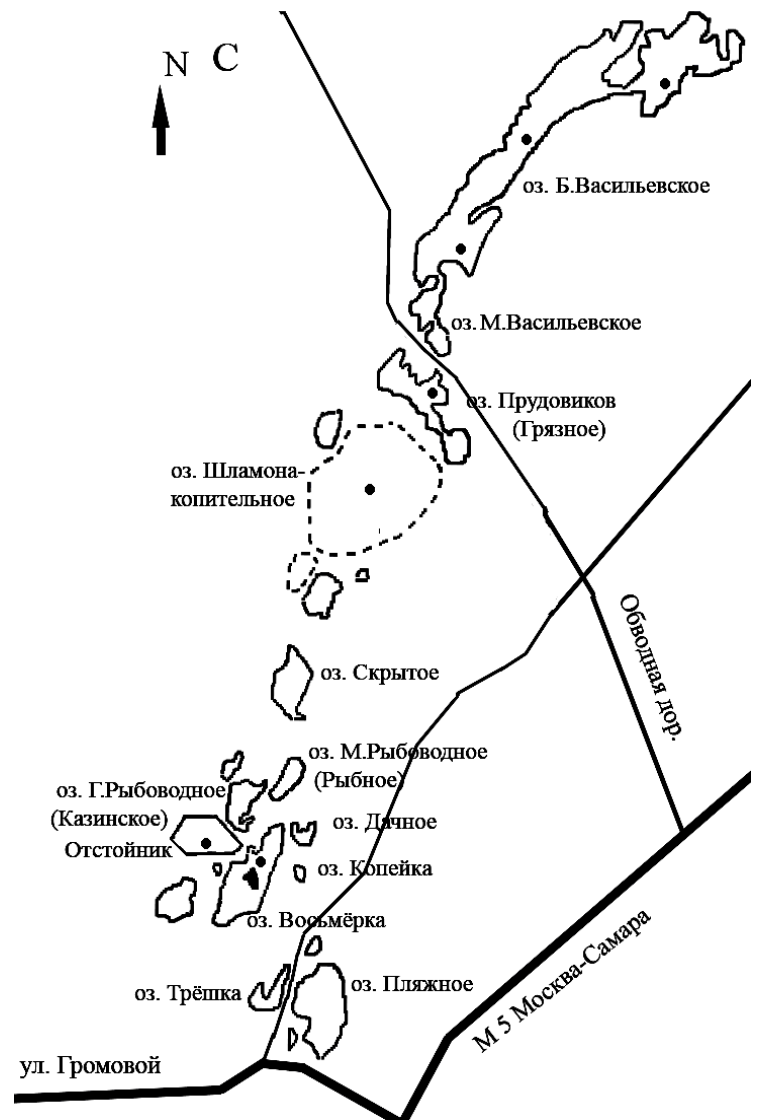 N С
оз. Б.Васильевское
оз. М.Васильевское
оз. Прудовиков
(Грязное)
оз. Шламона-
копительное
Обводная дор.
оз. Скрытое
оз. М.Рыбоводное
(Рыбное)
оз. Г.Рыбоводное
(Казинское)
оз. Дачное
Отстойник
оз. Копейка
оз. Восьмёрка
оз. Трёшка
оз. Пляжное
М 5 Москва-Самара
ул. Громовой